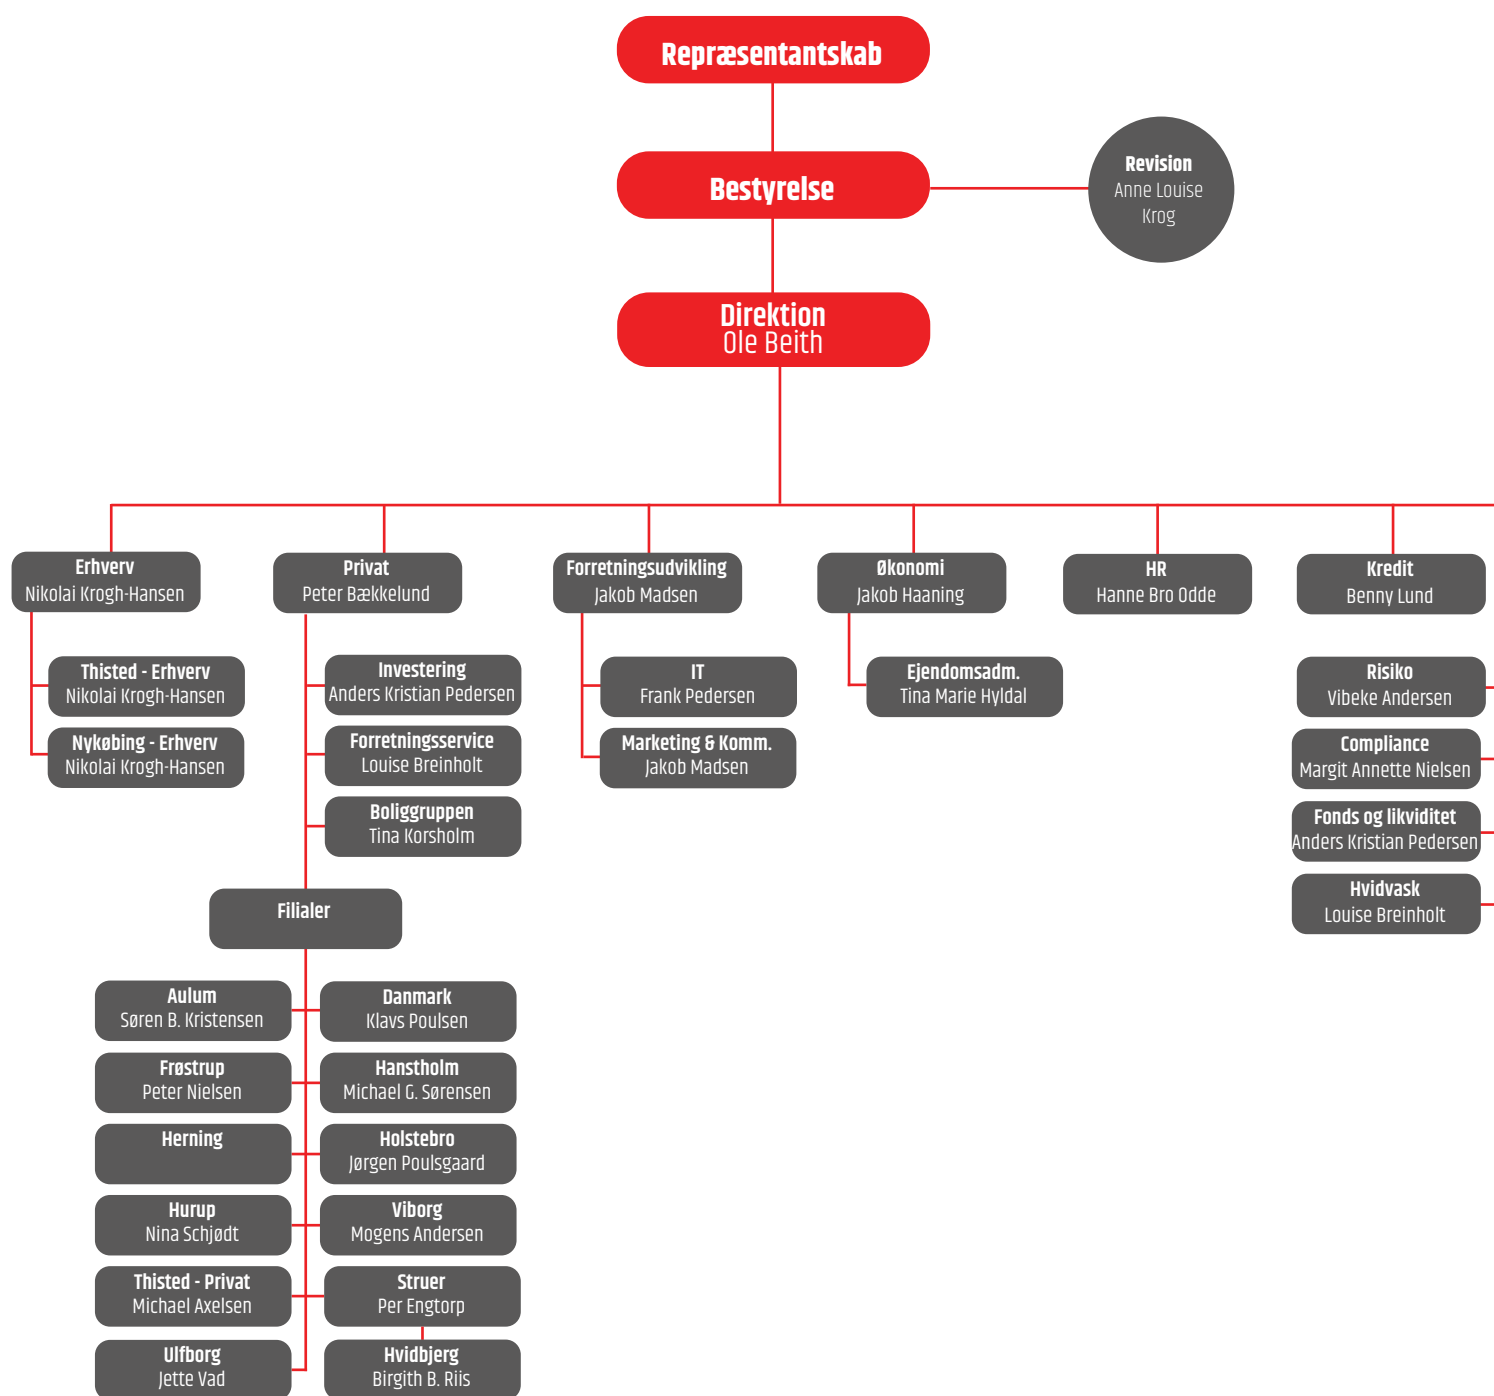 Repræsentantskab
Bestyrelse
Revision
Anne Louise
Krog
Direktion
Ole Beith
Erhverv
Nikolai Krogh-Hansen
Thisted - Erhverv
Nikolai Krogh-Hansen
Nykøbing - Erhverv
Nikolai Krogh-Hansen
Privat
Peter Bækkelund
Investering
Anders Kristian Pedersen
Forretningsservice
Louise Breinholt
Boliggruppen
Tina Korsholm
Filialer
Aulum
Søren B. Kristensen
Danmark
Klavs Poulsen
Frøstrup
Peter Nielsen
Hanstholm
Michael G. Sørensen
Herning
Holstebro
Jørgen Poulsgaard
Hurup
Nina Schjødt
Viborg
Mogens Andersen
Thisted - Privat
Michael Axelsen
Struer
Per Engtorp
Ulfborg
Jette Vad
Hvidbjerg
Birgith B. Riis
Forretningsudvikling
Jakob Madsen
IT
Frank Pedersen
Marketing & Komm.
Jakob Madsen
Økonomi
Jakob Haaning
Ejendomsadm.
Tina Marie Hyldal
HR
Hanne Bro Odde
Kredit
Benny Lund
Risiko
Vibeke Andersen
Compliance
Margit Annette Nielsen
Fonds og likviditet
Anders Kristian Pedersen
Hvidvask
Louise Breinholt